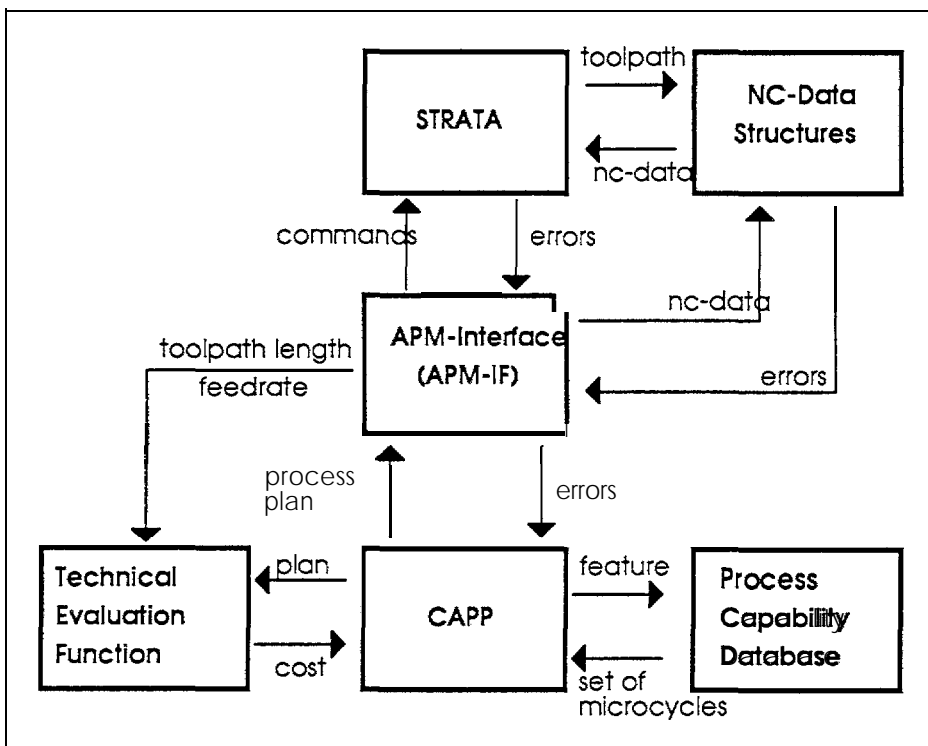 toolpath
STRATA
NC-Data
Structures
nc-data
commands
errors
nc-data
APM-Interface
(APM-IF)
toolpath length
feedrate
errors
process
plan
errors
plan
feature
Technical
Evaluation
Function
CAPP
Process
Capability
Database
cost
set of
microcycles